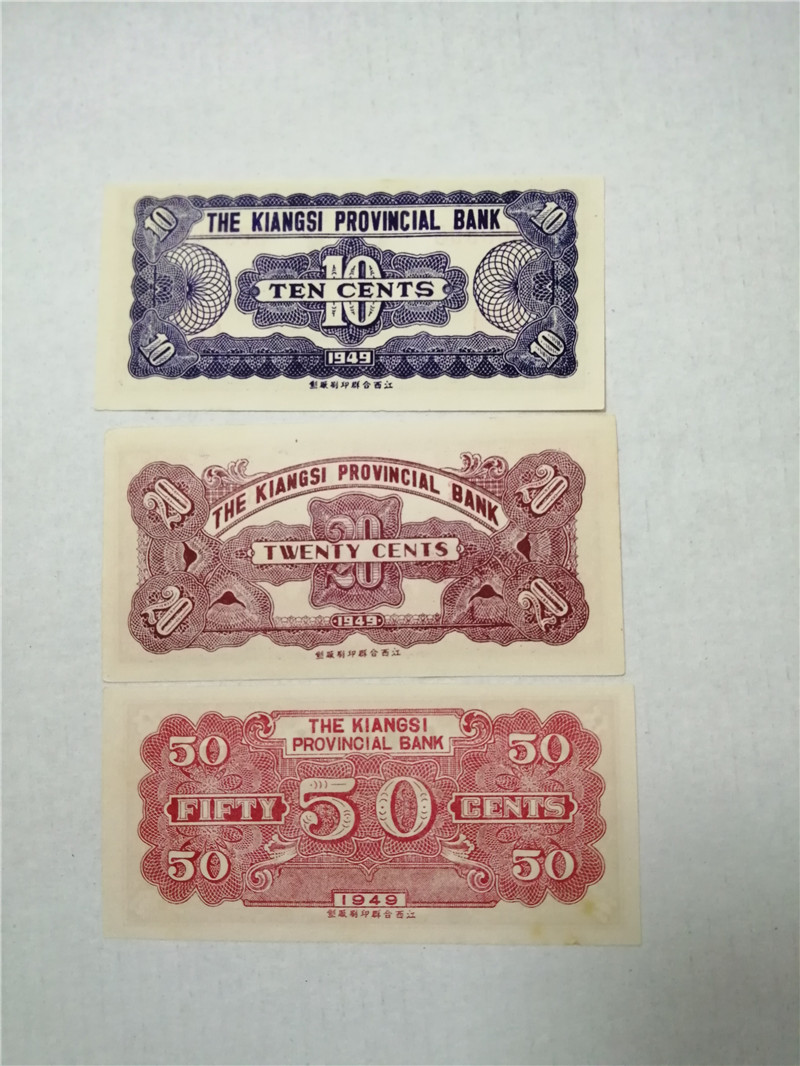 10 THE KIANGSI PROVINCIAL BANK 10
10
TEN CENTS
10 10
1949
江西合群印刷廠製
20 THE KIANGSI PROVINCIAL BANK 20
20
TWENTY CENTS
20 20
1949
江西合群印刷廠製
THE KIANGSI
PROVINCIAL BANK
50 50
FIFTY 50 CENTS
50 50
1949
江西合群印刷廠製